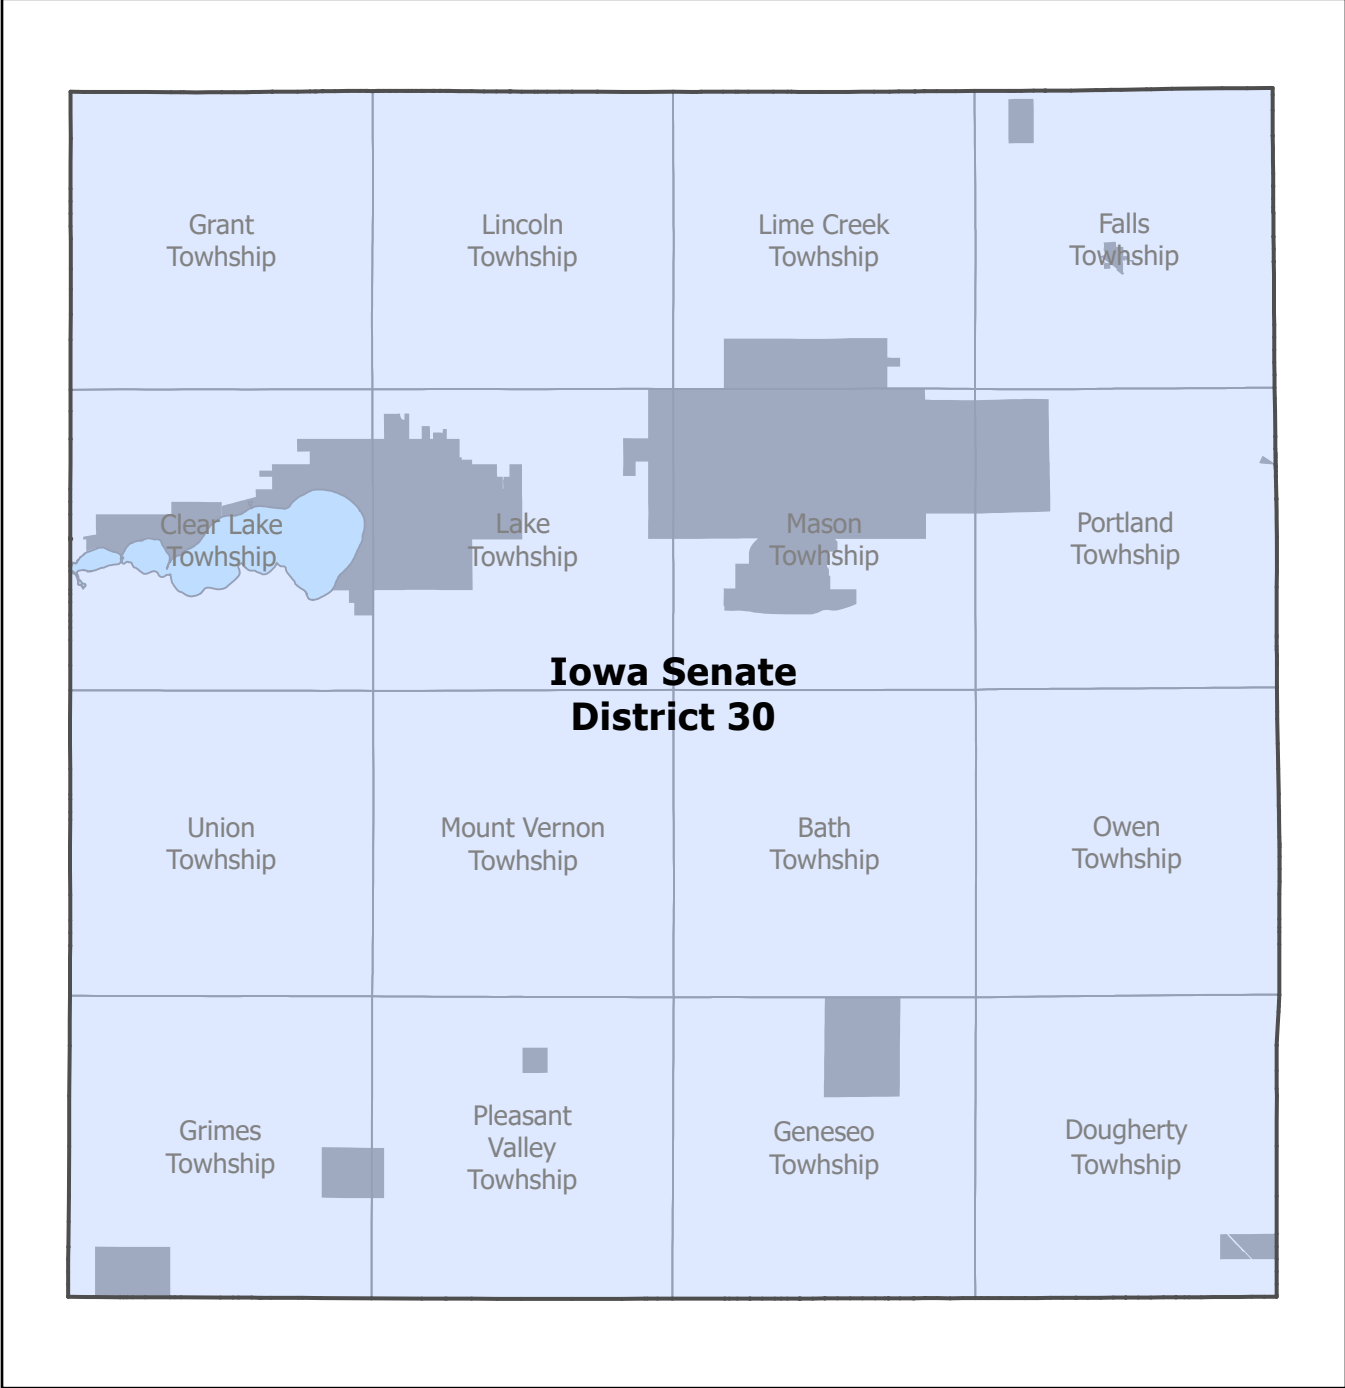 Grant
Towhship
Lincoln
Towhship
Lime Creek
Towhship
Falls
Towhship
Clear Lake
Towhship
Lake
Towhship
Mason
Towhship
Portland
Towhship
Iowa Senate
District 30
Union
Towhship
Mount Vernon
Towhship
Bath
Towhship
Owen
Towhship
Grimes
Towhship
Pleasant
Valley
Towhship
Geneseo
Towhship
Dougherty
Towhship